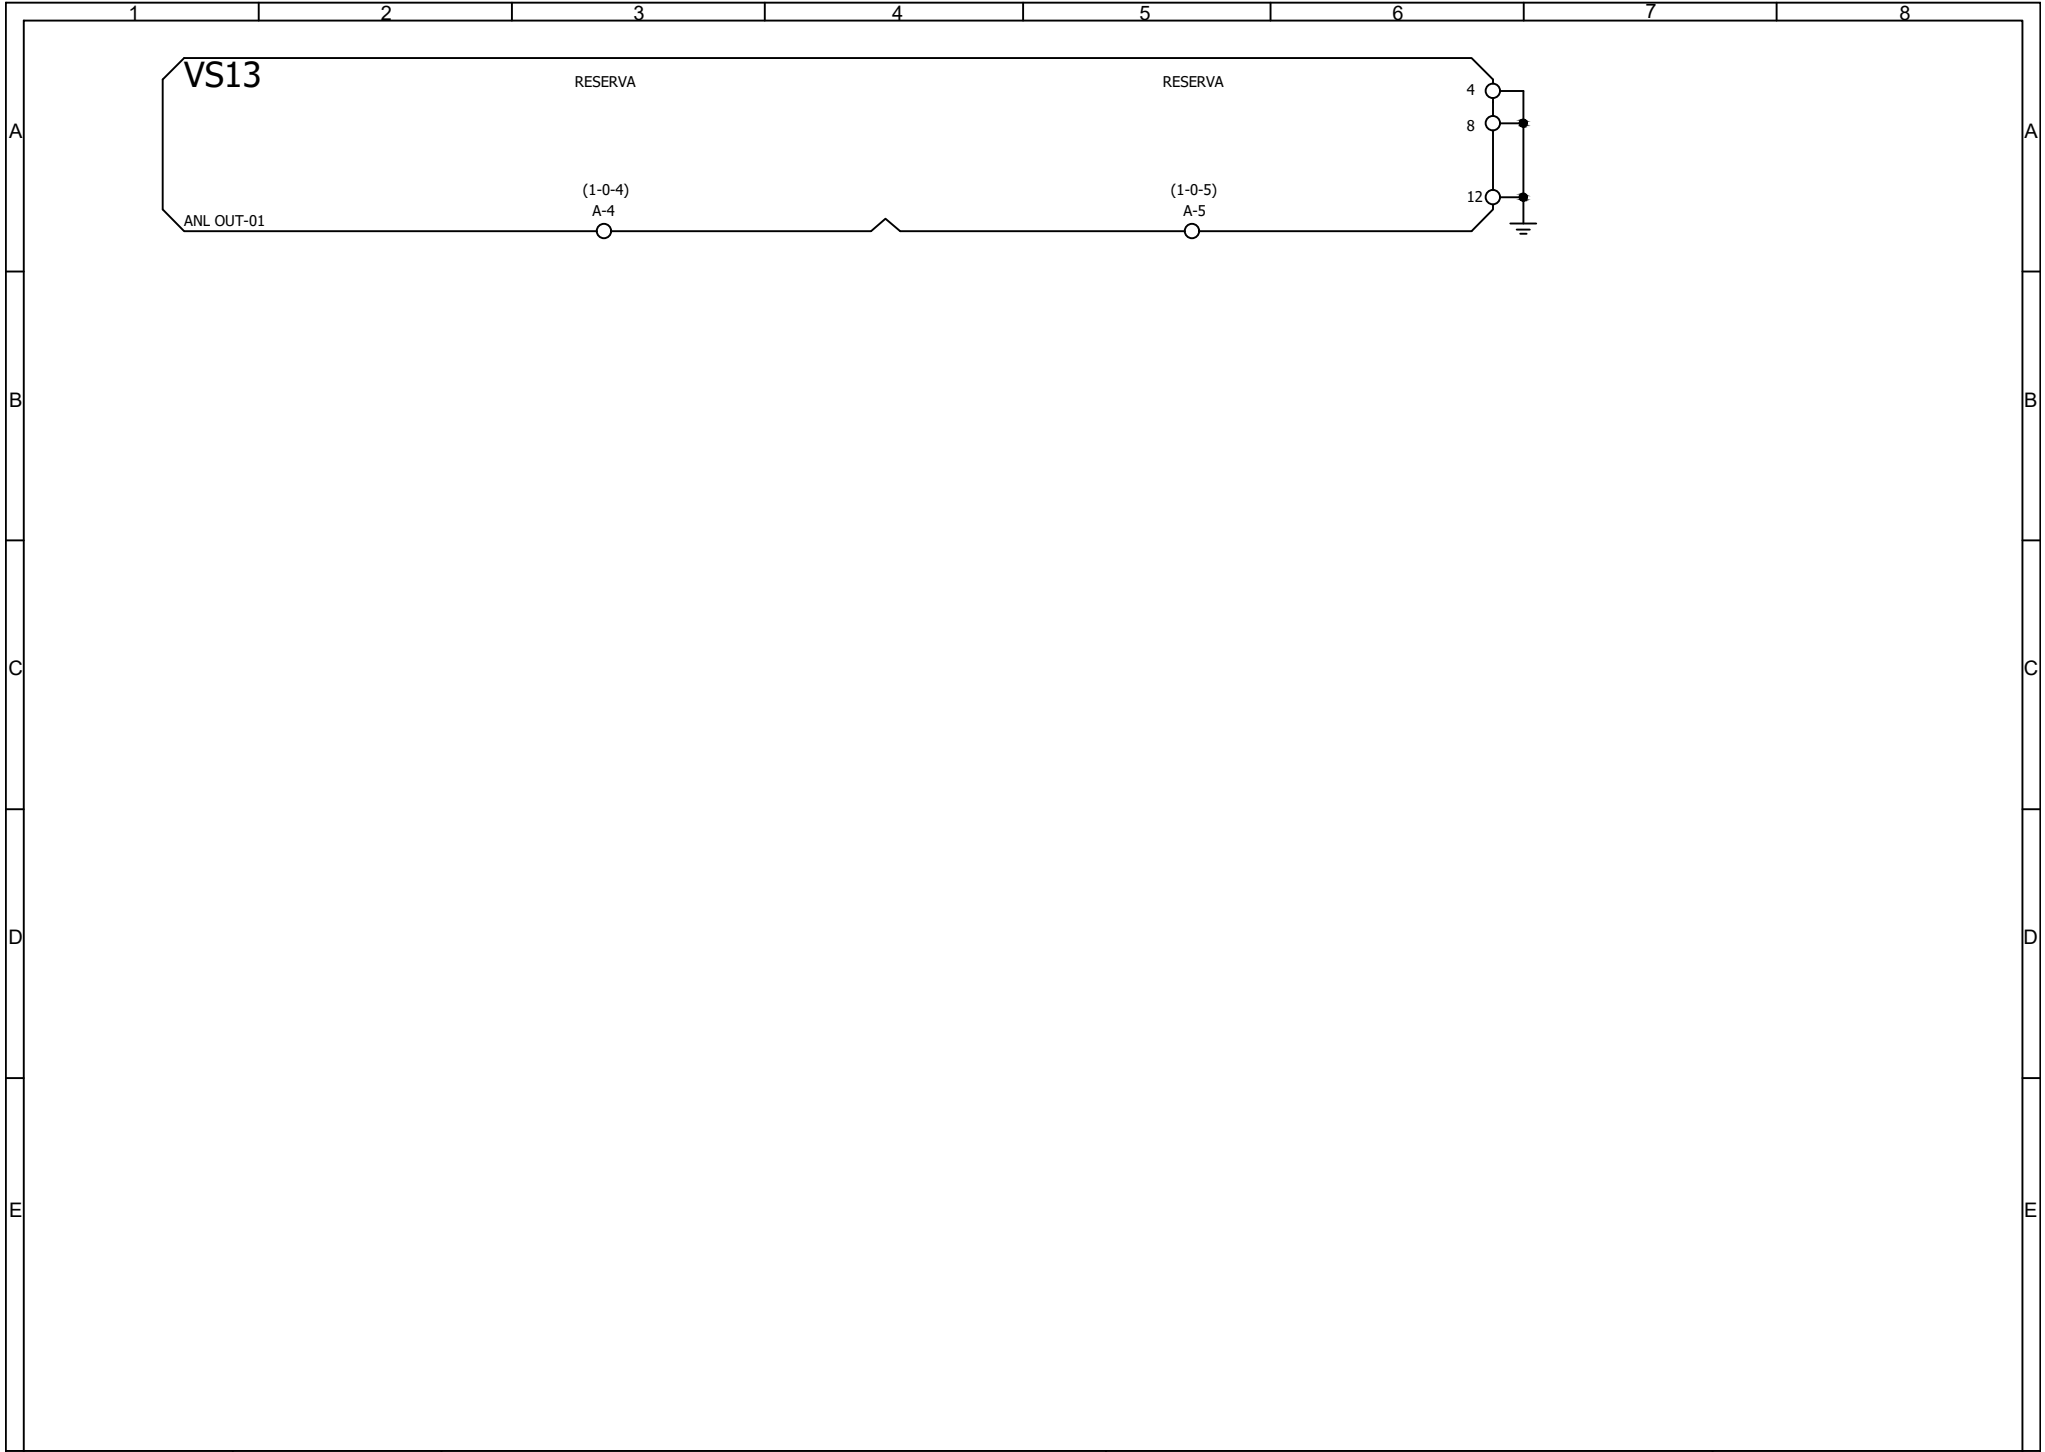 1 2 3 4 5 6 7 8
VS13
RESERVA RESERVA
4
A 8 A
(1-0-4) (1-0-5)
12
A-4 A-5
ANL OUT-01
B B
C C
D D
E E